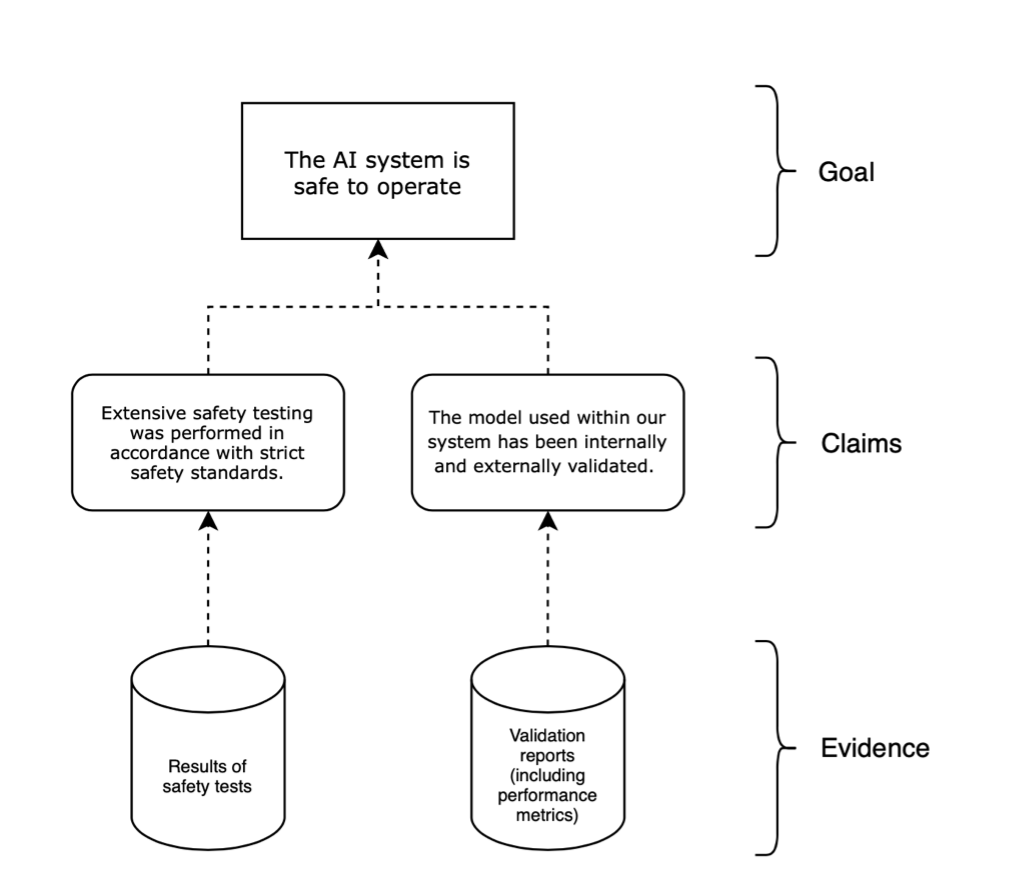 The AI system is
safe to operate
Goal
Extensive safety testing
was performed in
accordance with strict
safety standards.
The model used within our
system has been internally
and externally validated.
Claims
Results of
safety tests
Validation
reports
(including
performance
metrics)
Evidence